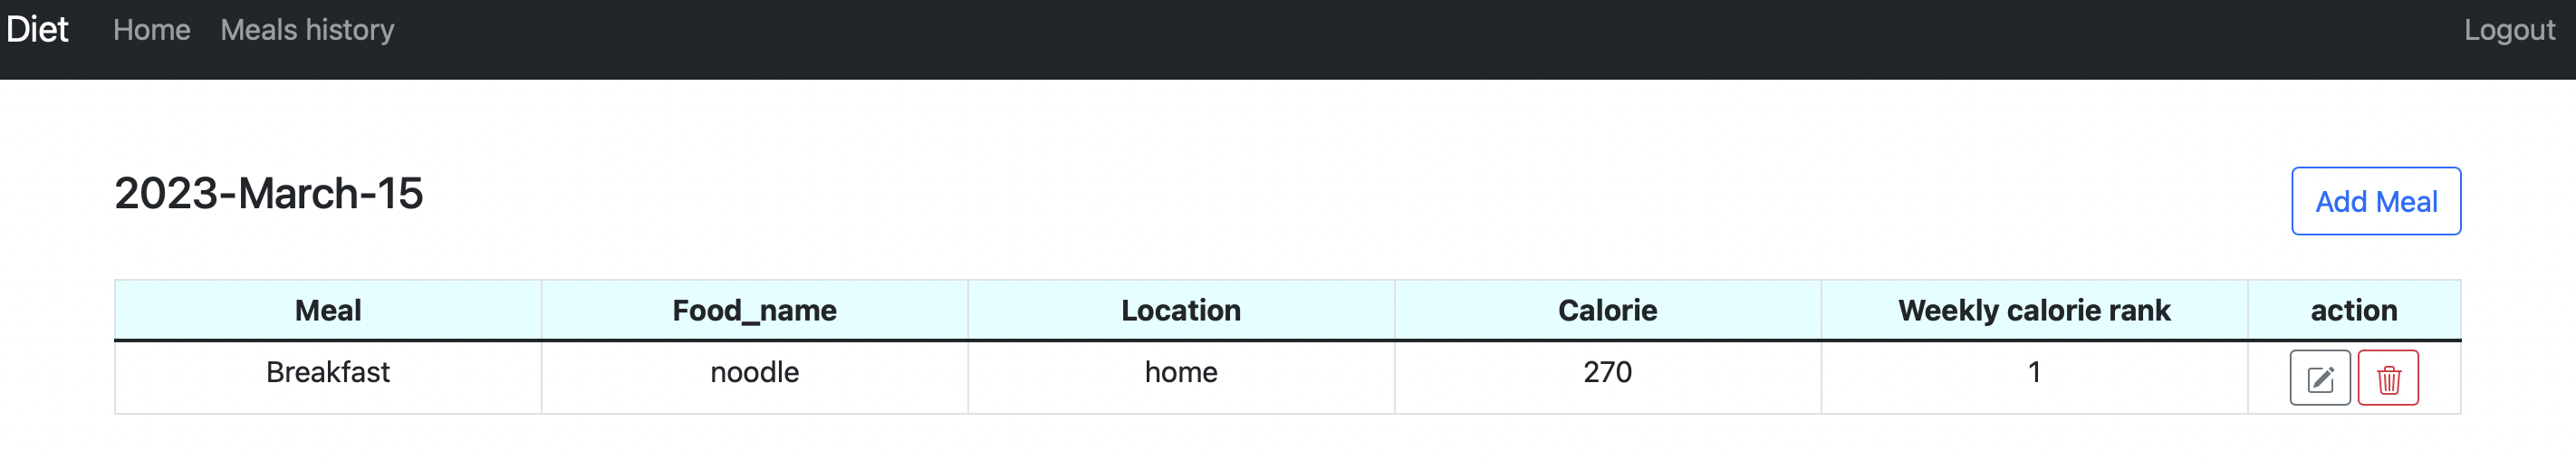 Diet Home Meals history Logout
2023-March-15 Add Meal
Meal Food_name Location Calorie Weekly calorie rank action
Breakfast noodle home 270 1